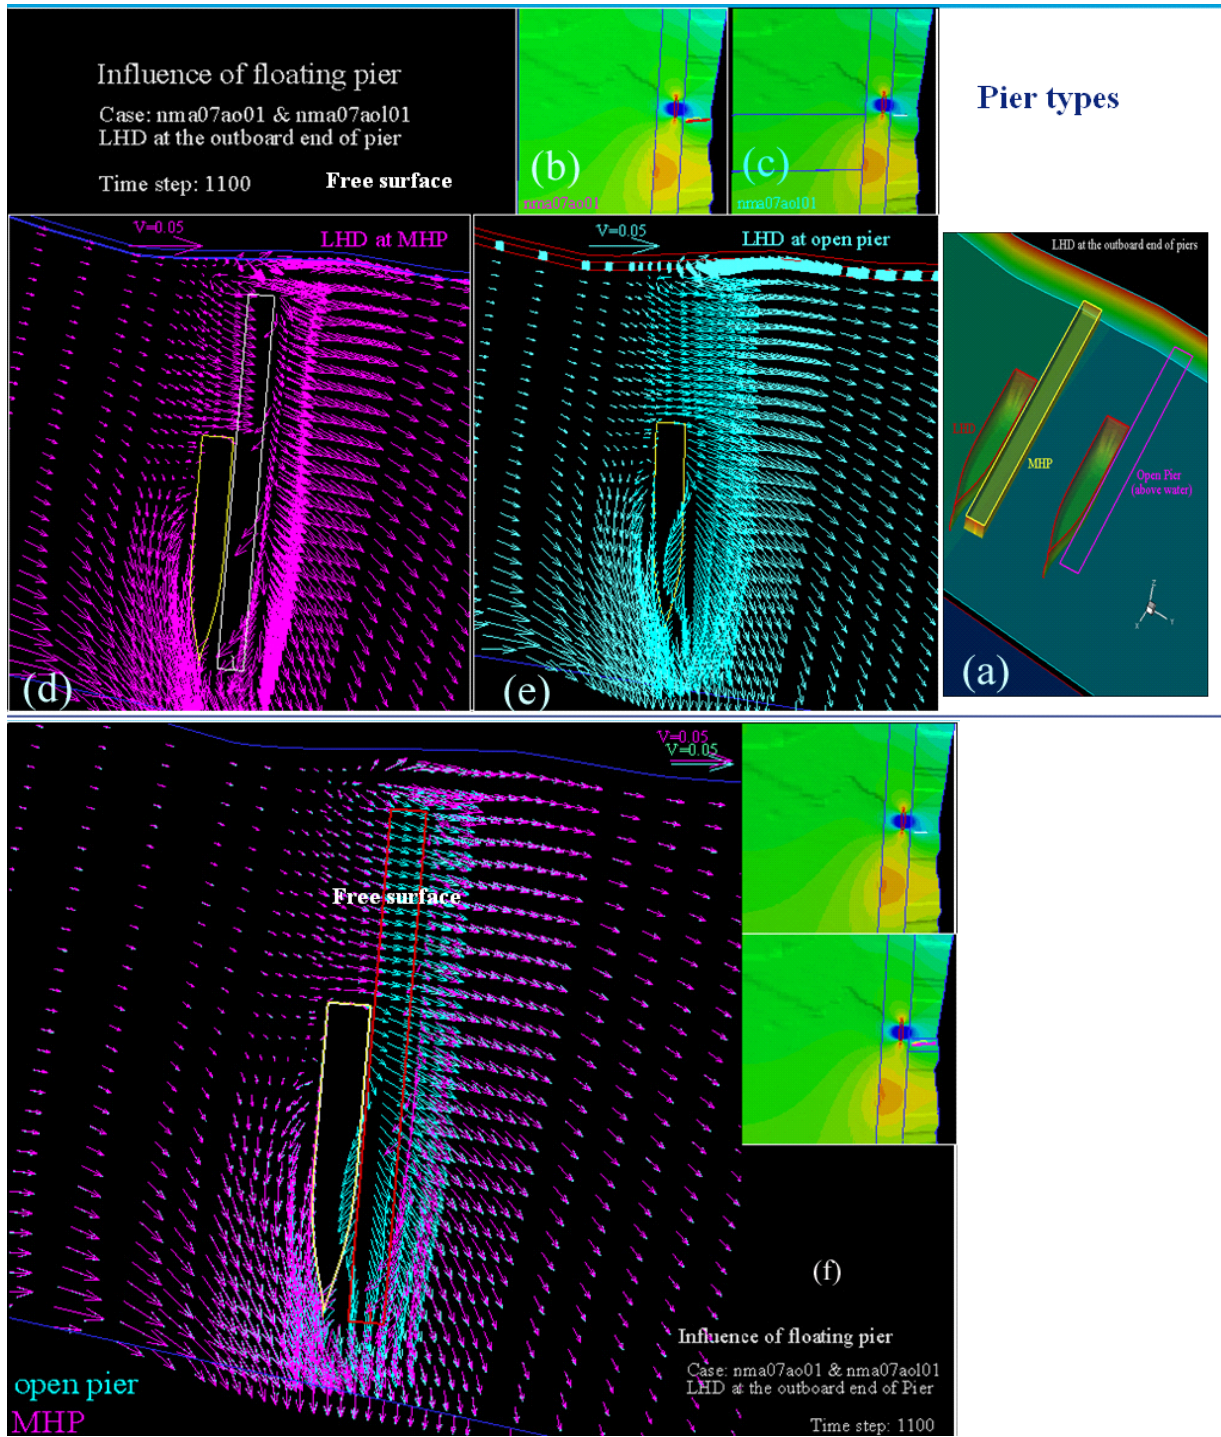 Influence of floating pier
Case: nma07ao01 & nma07aol01
LHD at the outboard end of pier
Time step: 1100
Free surface
(b)
nma07ao01
(c)
nma07aol01
Pier types
V=0.05
LHD at MHP
(d)
V=0.05
LHD at open pier
(e)
LHD at the outboard end of piers
LHD
MHP
Open Pier
(above water)
Z
X
Y
(a)
V=0.05
V=0.05
Free surface
(f)
Influence of floating pier
Case: nma07ao01 & nma07aol01
LHD at the outboard end of Pier
Time step: 1100
open pier
MHP